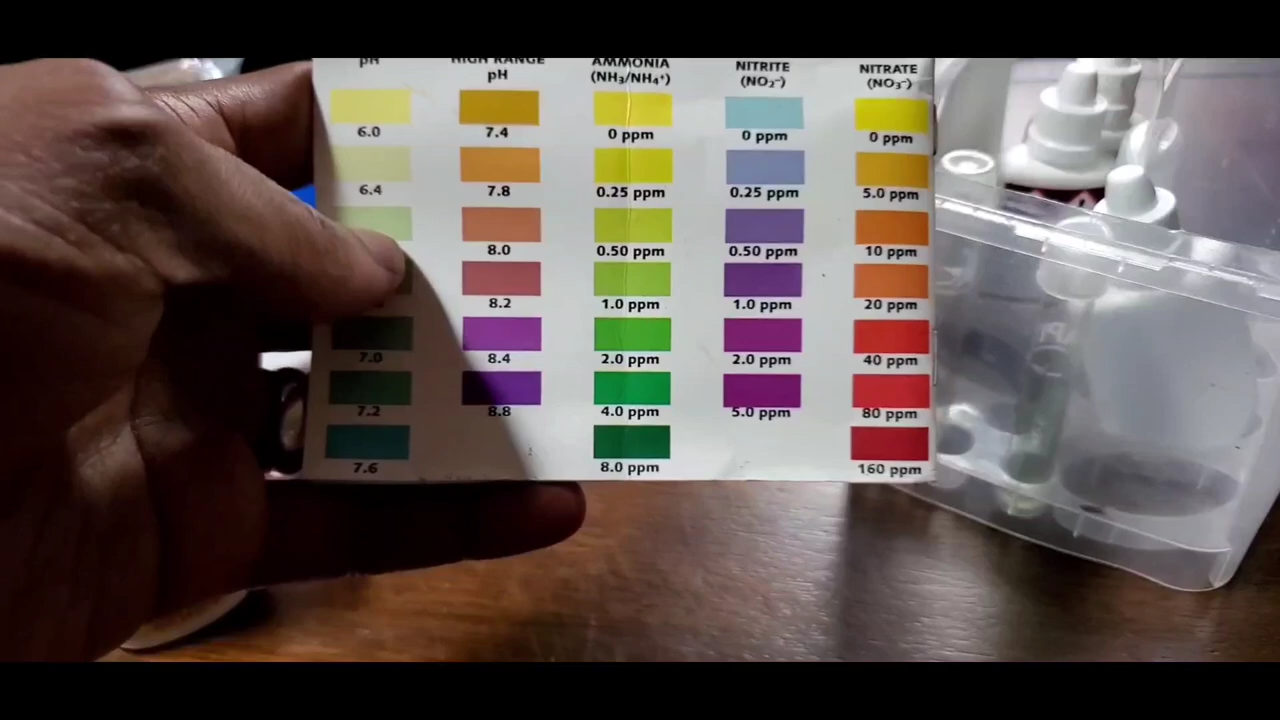 pH HIGH RANGE pH AMMONIA (NH₃/NH₄⁺) NITRITE (NO₂⁻) NITRATE (NO₃⁻)
6.0 7.4 0 ppm 0 ppm 0 ppm
6.4 7.8 0.25 ppm 0.25 ppm 5.0 ppm
8.0 0.50 ppm 0.50 ppm 10 ppm
8.2 1.0 ppm 1.0 ppm 20 ppm
7.0 8.4 2.0 ppm 2.0 ppm 40 ppm
7.2 8.8 4.0 ppm 5.0 ppm 80 ppm
7.6 8.0 ppm 160 ppm